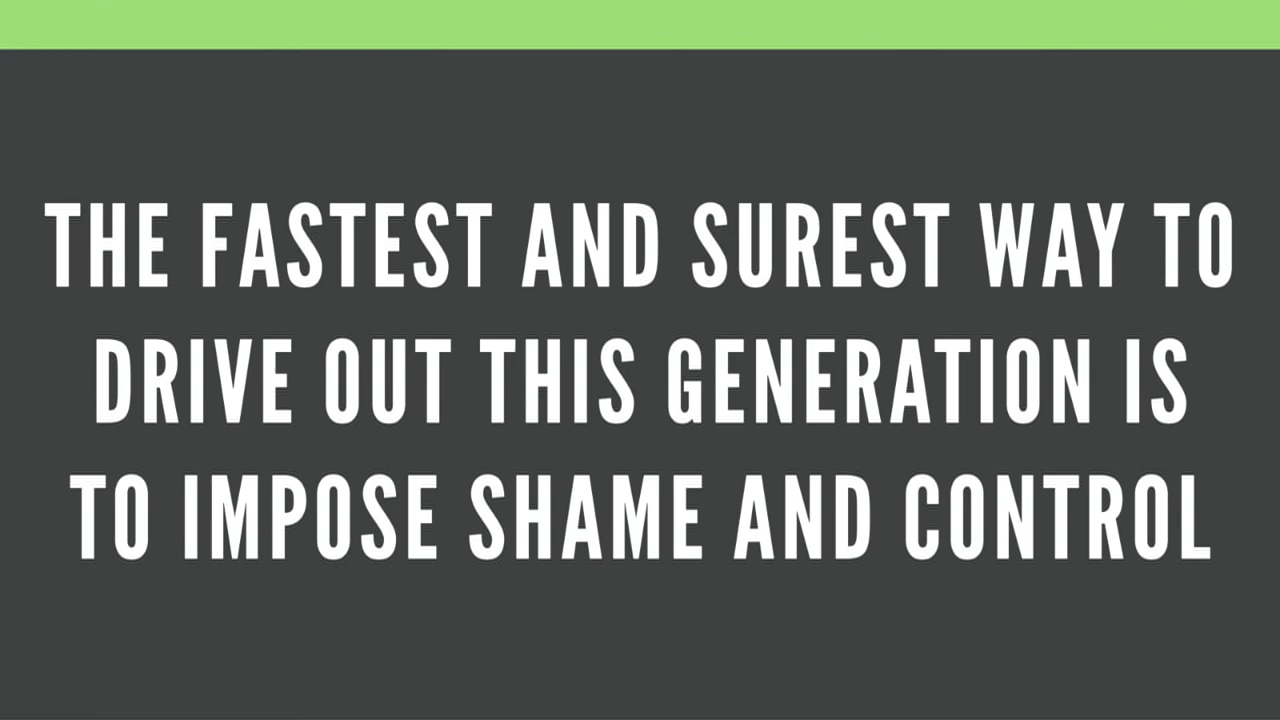 THE FASTEST AND SUREST WAY TO
DRIVE OUT THIS GENERATION IS
TO IMPOSE SHAME AND CONTROL